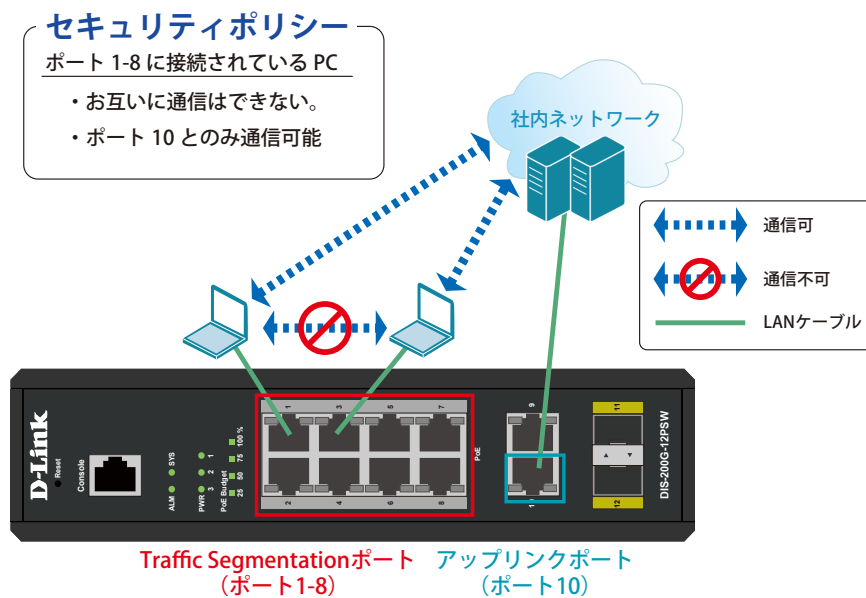 セキュリティポリシー
ポート 1-8 に接続されている PC
・お互いに通信はできない。
・ポート 10 とのみ通信可能
社内ネットワーク
通信可
通信不可
LANケーブル
D-Link
Reset
Console
ALM
SYS
PWR
3
2
1
PoE Budget
25
50
75
100 %
1
3
5
7
2
4
6
8
PoE
9
11
12
DIS-200G-12PSW
Traffic Segmentationポート
(ポート1-8)
アップリンクポート
(ポート10)